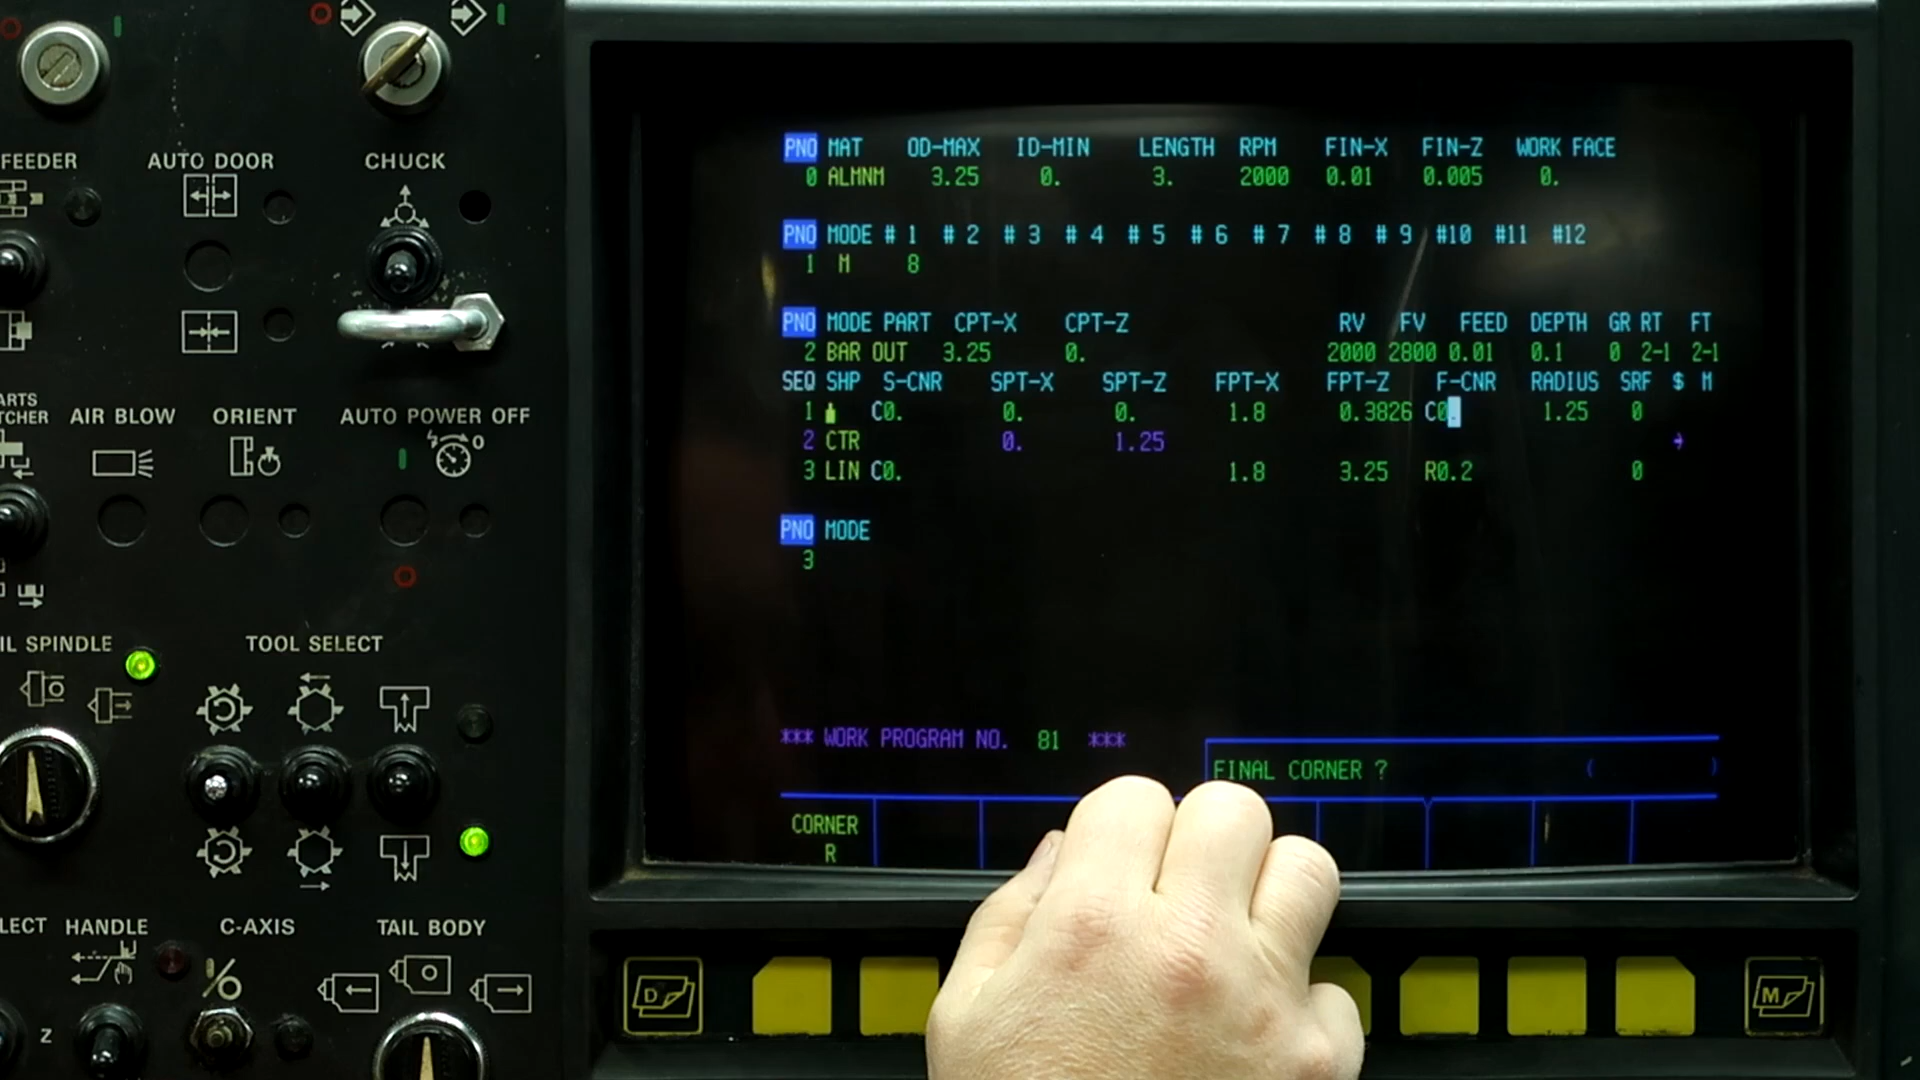 FEEDER
AUTO DOOR
CHUCK
AIR BLOW
ORIENT
AUTO POWER OFF
0
TOOL SELECT
HANDLE
C-AXIS
TAIL BODY
Z
PNO MAT OD-MAX ID-MIN LENGTH RPM FIN-X FIN-Z WORK FACE
0 ALMNM 3.25 0. 3. 2000 0.01 0.005 0.
PNO MODE # 1 # 2 # 3 # 4 # 5 # 6 # 7 # 8 # 9 #10 #11 #12
1 M 8
PNO MODE PART CPT-X CPT-Z RV FV FEED DEPTH GR RT FT
2 BAR OUT 3.25 0. 2000 2800 0.01 0.1 0 2-1 2-1
SEQ SHP S-CNR SPT-X SPT-Z FPT-X FPT-Z F-CNR RADIUS SRF $ M
1 C0. 0. 0. 1.8 0.3826 C0. 1.25 0
2 CTR 0. 1.25
3 LIN C0. 1.8 3.25 R0.2 0
PNO MODE
3
*** WORK PROGRAM NO. 81 ***
FINAL CORNER ? ( )
CORNER
R
D
M